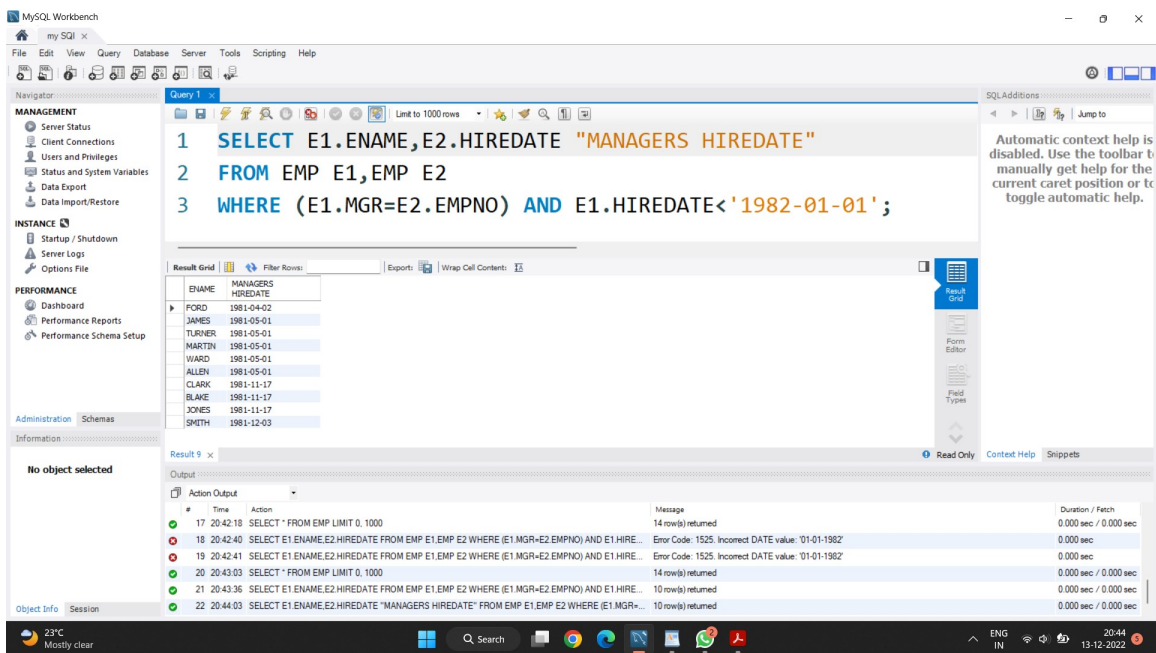 MySQL Workbench
my SQl
File Edit View Query Database Server Tools Scripting Help
Navigator
MANAGEMENT
Server Status
Client Connections
Users and Privileges
Status and System Variables
Data Export
Data Import/Restore
INSTANCE
Startup / Shutdown
Server Logs
Options File
PERFORMANCE
Dashboard
Performance Reports
Performance Schema Setup
Administration Schemas
Information
No object selected
Object Info Session
Query 1
Limit to 1000 rows
1 SELECT E1.ENAME,E2.HIREDATE "MANAGERS HIREDATE"
2 FROM EMP E1,EMP E2
3 WHERE (E1.MGR=E2.EMPNO) AND E1.HIREDATE<'1982-01-01';
Result Grid Filter Rows: Export: Wrap Cell Content:
ENAME MANAGERS HIREDATE
FORD 1981-04-02
JAMES 1981-05-01
TURNER 1981-05-01
MARTIN 1981-05-01
WARD 1981-05-01
ALLEN 1981-05-01
CLARK 1981-11-17
BLAKE 1981-11-17
JONES 1981-11-17
SMITH 1981-12-03
Result Grid
Form Editor
Field Types
Result 9
Read Only
SQLAdditions
Jump to
Automatic context help is
disabled. Use the toolbar t
manually get help for the
current caret position or to
toggle automatic help.
Context Help Snippets
Output
Action Output
# Time Action Message Duration / Fetch
17 20:42:18 SELECT * FROM EMP LIMIT 0, 1000 14 row(s) returned 0.000 sec / 0.000 sec
18 20:42:40 SELECT E1.ENAME,E2.HIREDATE FROM EMP E1,EMP E2 WHERE (E1.MGR=E2.EMPNO) AND E1.HIRE... Error Code: 1525. Incorrect DATE value: '01-01-1982' 0.000 sec
19 20:42:41 SELECT E1.ENAME,E2.HIREDATE FROM EMP E1,EMP E2 WHERE (E1.MGR=E2.EMPNO) AND E1.HIRE... Error Code: 1525. Incorrect DATE value: '01-01-1982' 0.000 sec
20 20:43:03 SELECT * FROM EMP LIMIT 0, 1000 14 row(s) returned 0.000 sec / 0.000 sec
21 20:43:36 SELECT E1.ENAME,E2.HIREDATE FROM EMP E1,EMP E2 WHERE (E1.MGR=E2.EMPNO) AND E1.HIRE... 10 row(s) returned 0.000 sec / 0.000 sec
22 20:44:03 SELECT E1.ENAME,E2.HIREDATE "MANAGERS HIREDATE" FROM EMP E1,EMP E2 WHERE (E1.MGR=... 10 row(s) returned 0.000 sec / 0.000 sec
23°C
Mostly clear
Search
2
ENG
IN
20:44
13-12-2022
5